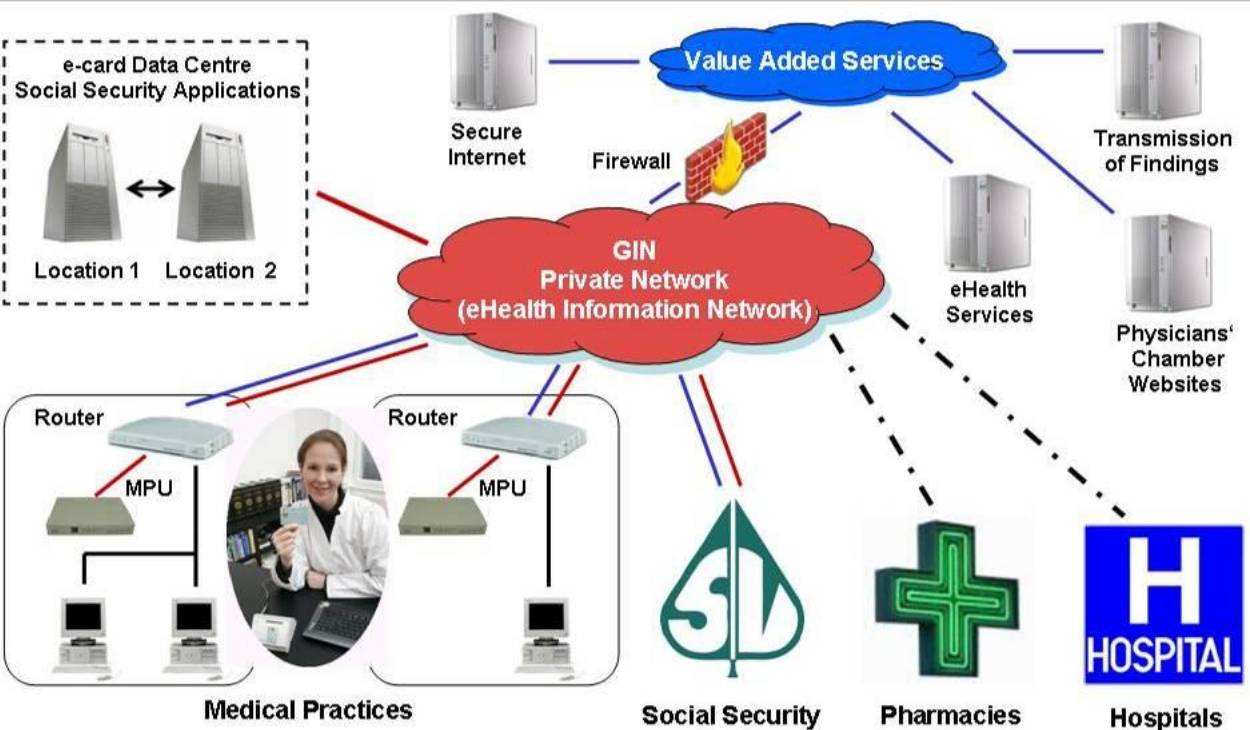 e-card Data Centre
Social Security Applications
Location 1
Location 2
Secure
Internet
Value Added Services
Firewall
Transmission
of Findings
eHealth
Services
Physicians‘
Chamber
Websites
GIN
Private Network
(eHealth Information Network)
Router
MPU
Router
MPU
Medical Practices
SV
Social Security
Pharmacies
H
HOSPITAL
Hospitals